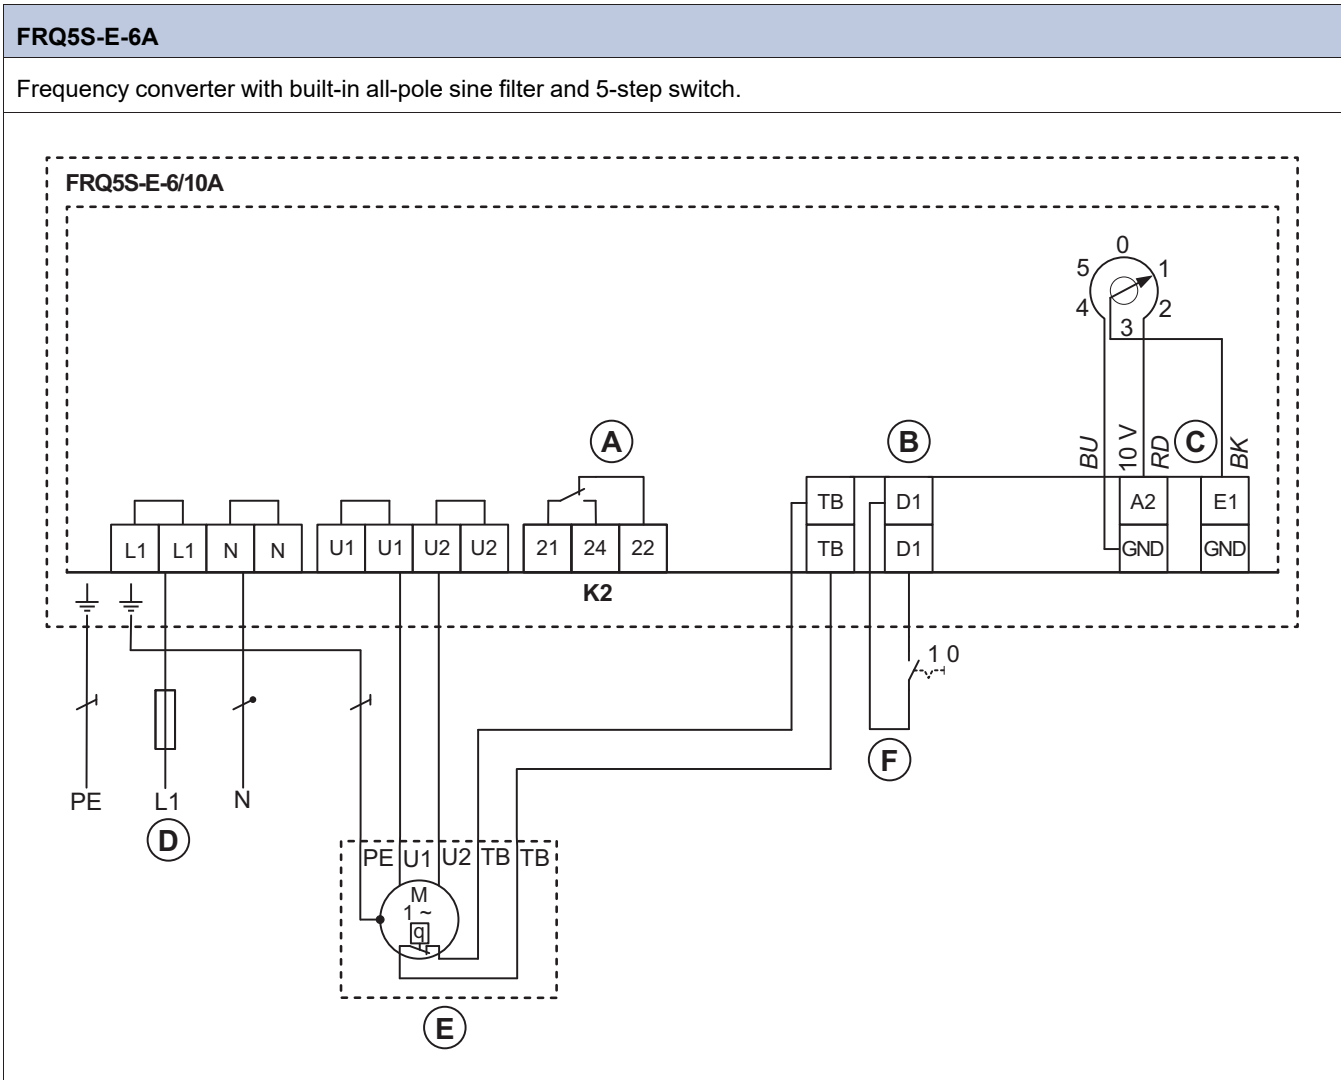 FRQ5S-E-6A
Frequency converter with built-in all-pole sine filter and 5-step switch.
FRQ5S-E-6/10A
0
5 1
4 2
3
A B C
BU 10 V RD BK
TB D1 A2 E1
L1 L1 N N U1 U1 U2 U2 21 24 22 TB D1 GND GND
K2
1 0
F
PE L1 N
D
PE U1 U2 TB TB
M
1 ~
q
E